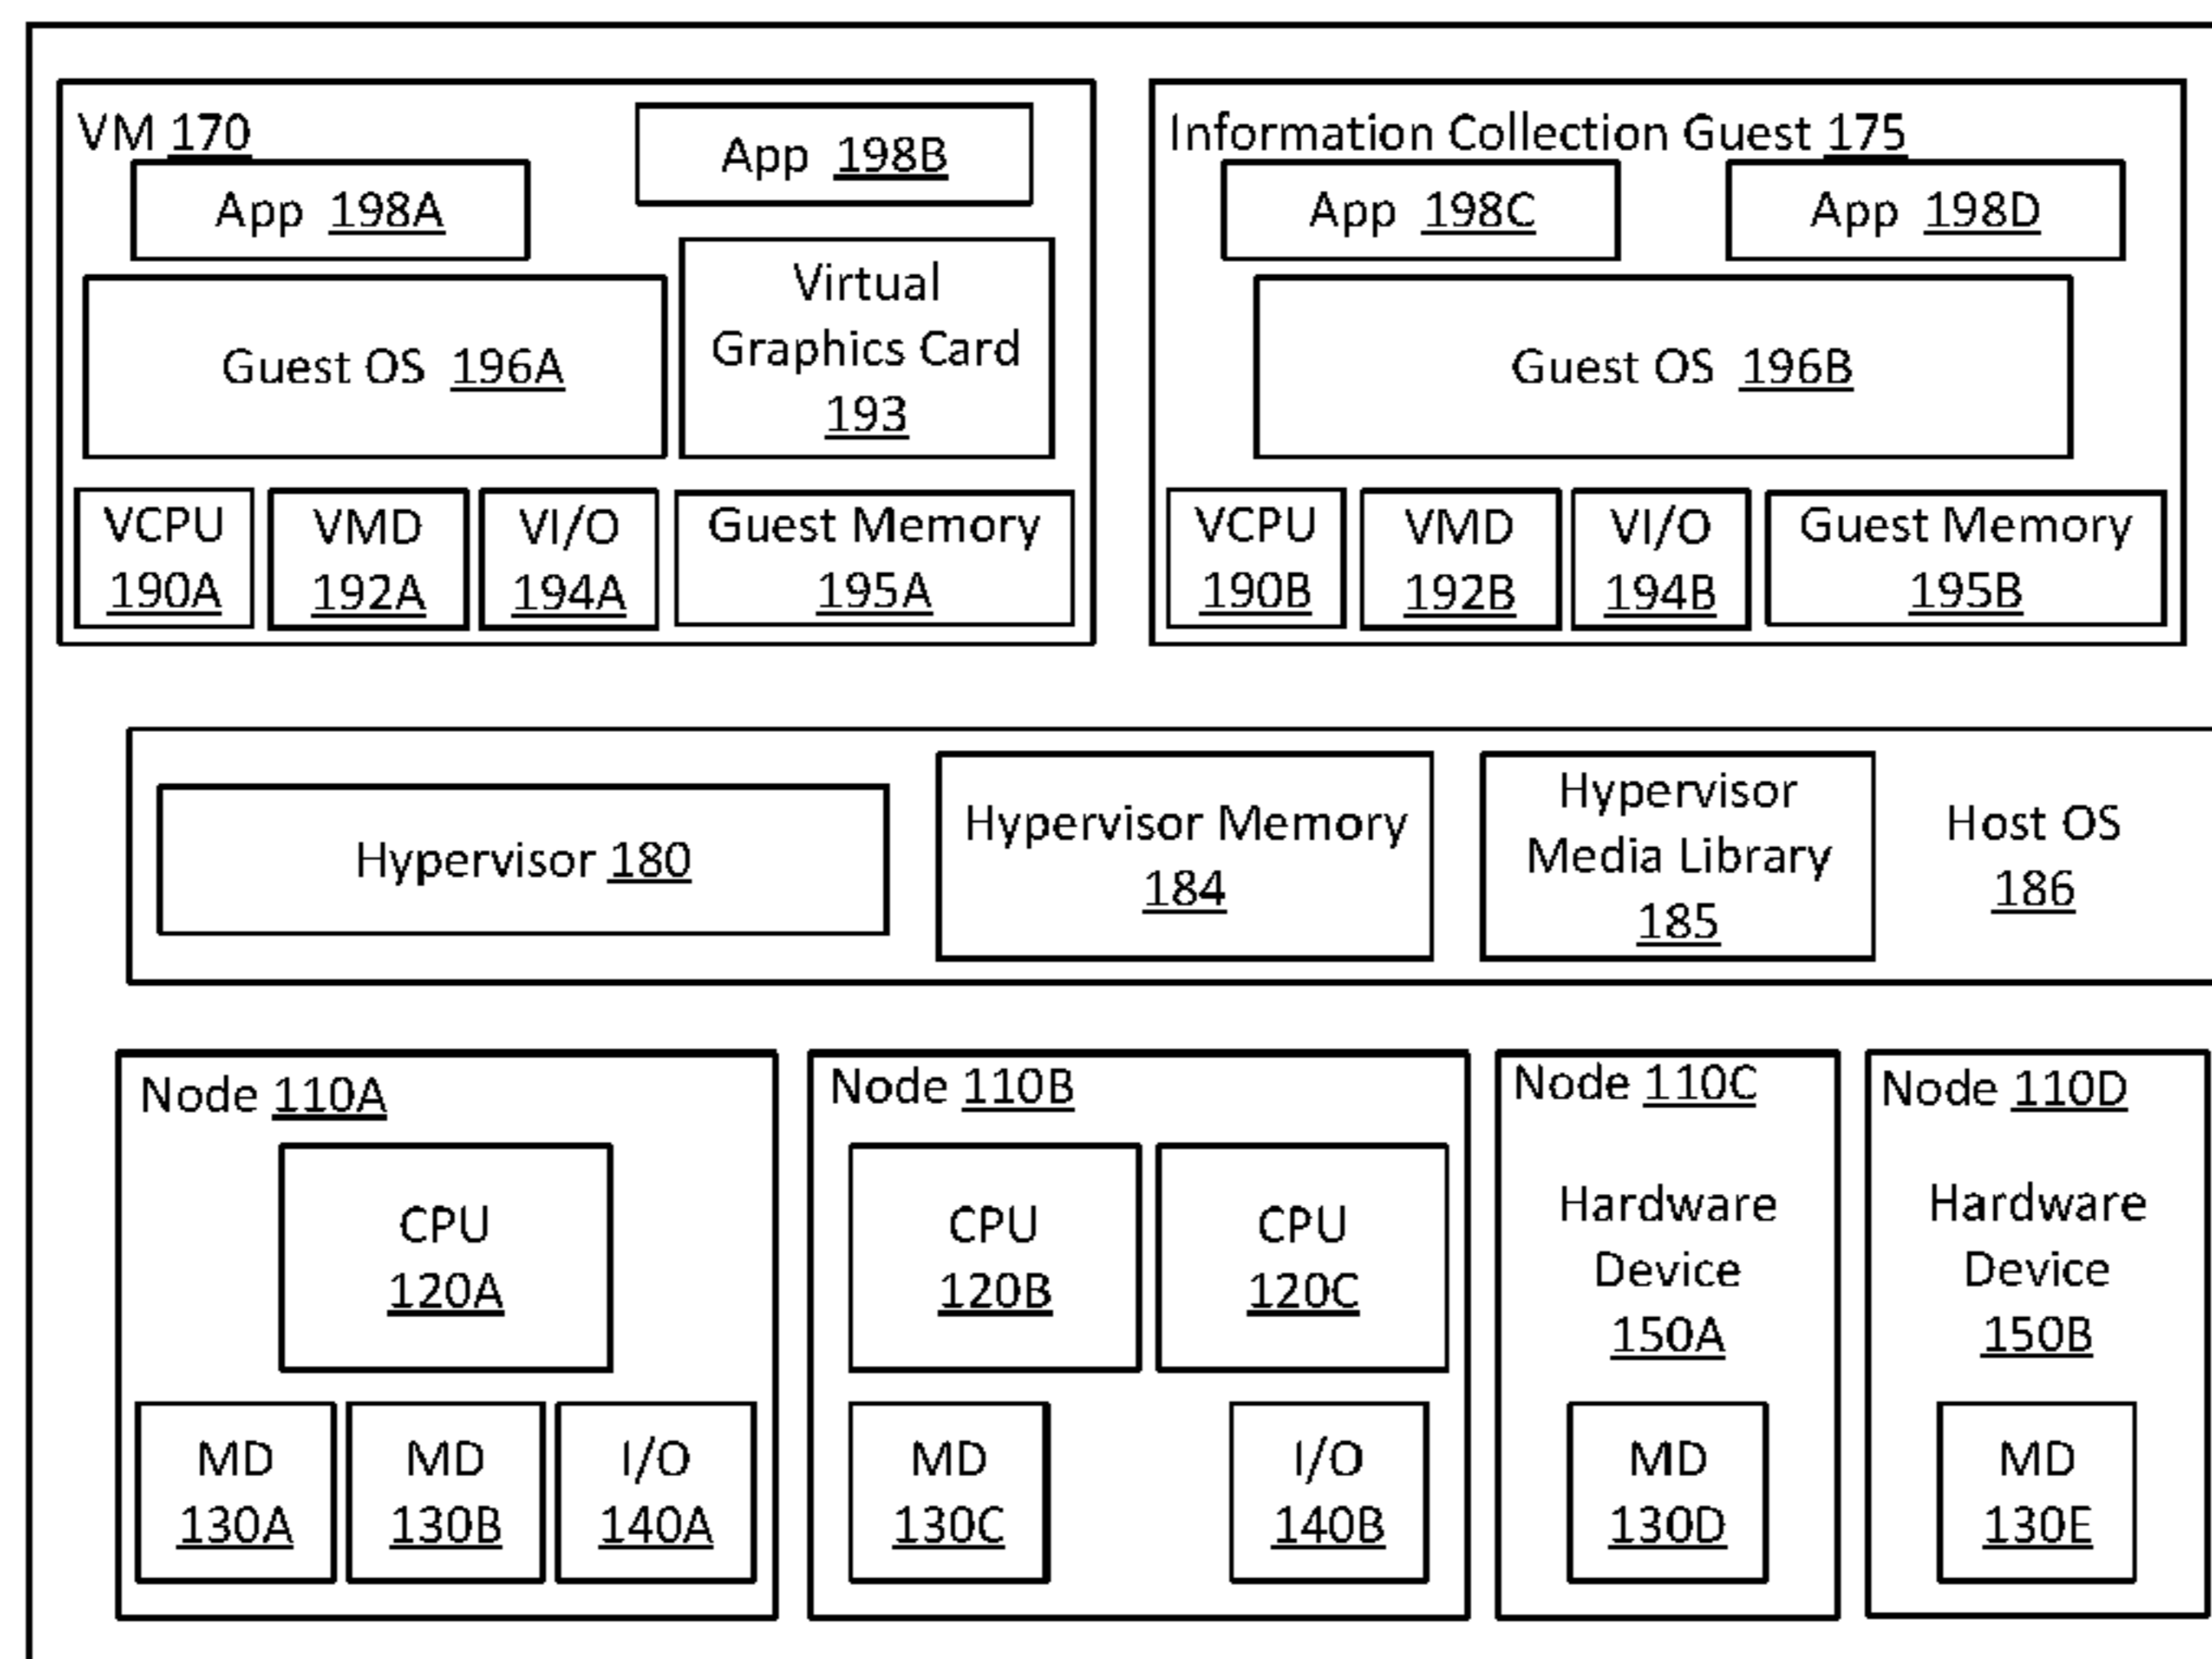 VM 170
App 198B
App 198A
Virtual
Graphics Card
193
Guest OS 196A
VCPU
190A
VMD
192A
VI/O
194A
Guest Memory
195A
Information Collection Guest 175
App 198C
App 198D
Guest OS 196B
VCPU
190B
VMD
192B
VI/O
194B
Guest Memory
195B
Hypervisor 180
Hypervisor Memory
184
Hypervisor
Media Library
185
Host OS
186
Node 110A
CPU
120A
MD
130A
MD
130B
I/O
140A
Node 110B
CPU
120B
CPU
120C
MD
130C
I/O
140B
Node 110C
Hardware
Device
150A
MD
130D
Node 110D
Hardware
Device
150B
MD
130E